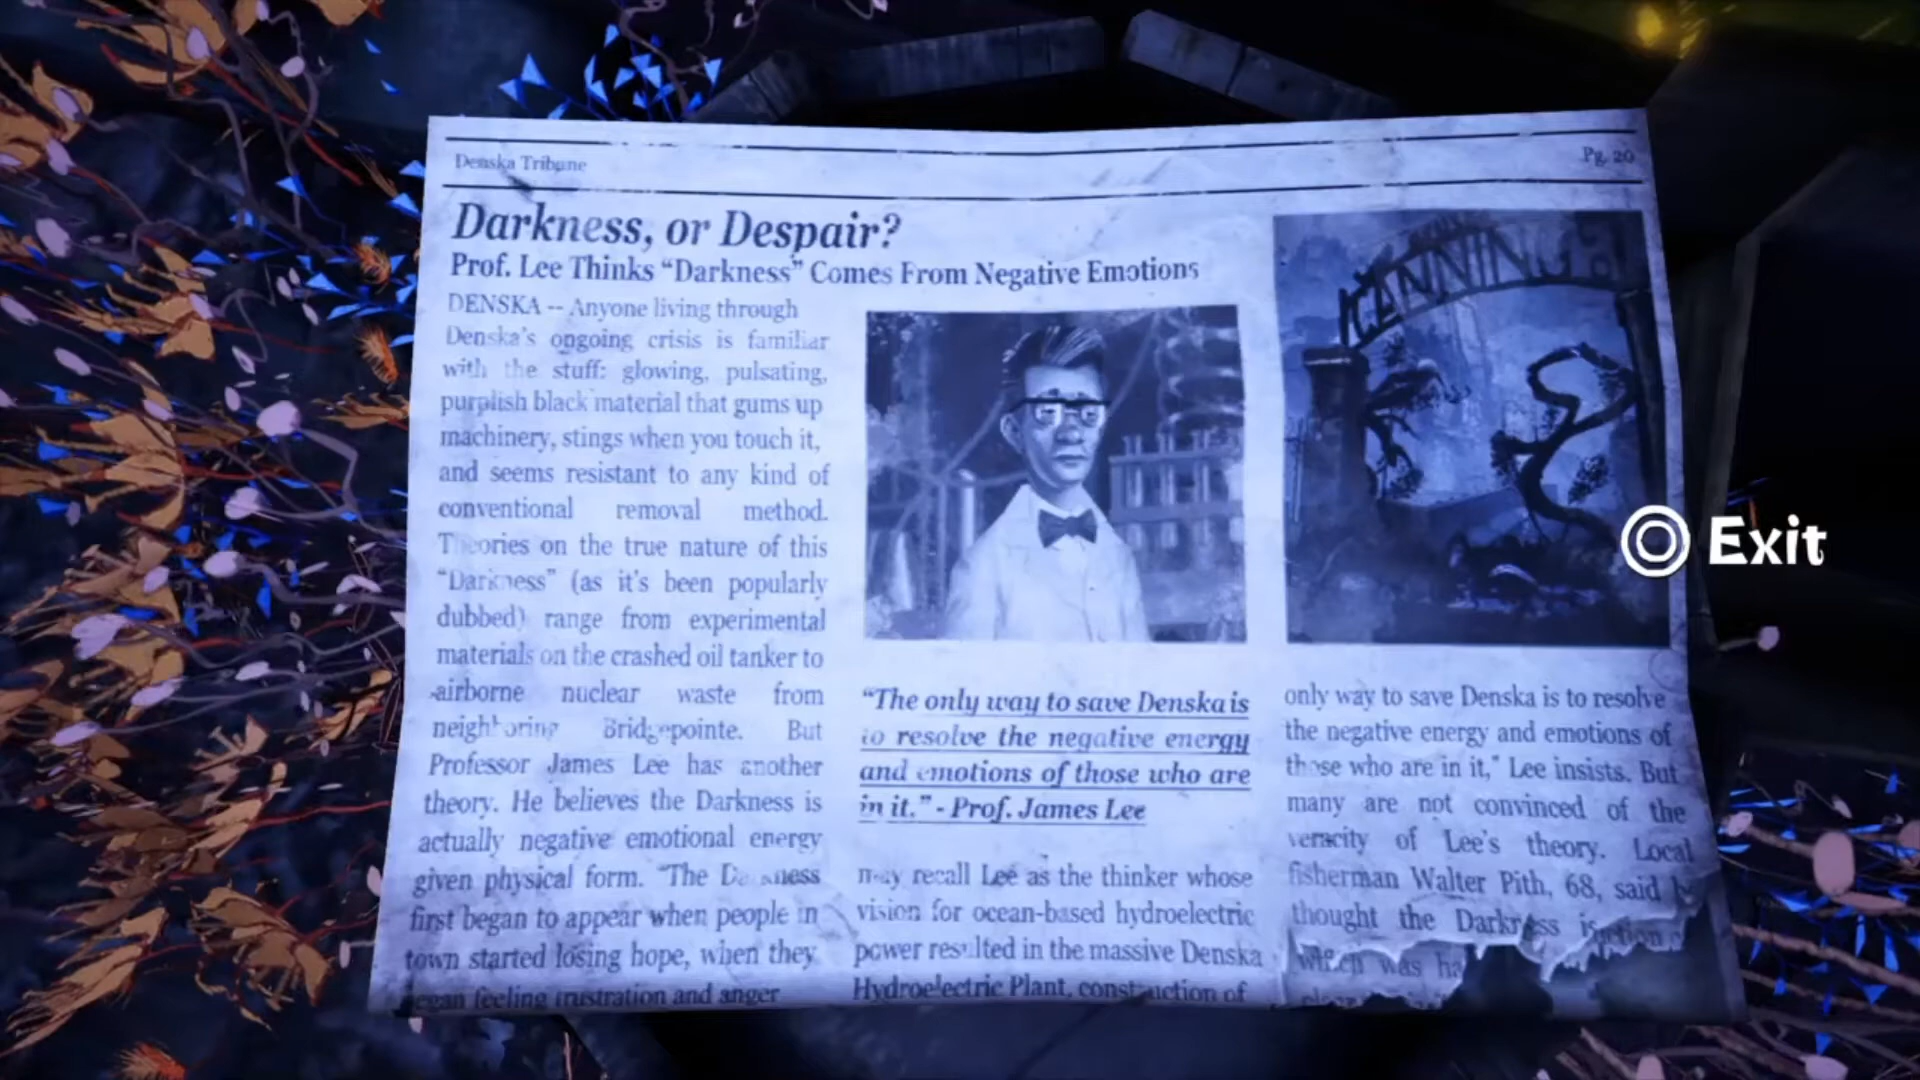 Denska Tribune
Pg. 20
Darkness, or Despair?
Prof. Lee Thinks “Darkness” Comes From Negative Emotions
DENSKA -- Anyone living through
Denska's ongoing crisis is familiar
with the stuff: glowing, pulsating,
purplish black material that gums up
machinery, stings when you touch it,
and seems resistant to any kind of
conventional removal method.
Theories on the true nature of this
“Darkness” (as it's been popularly
dubbed) range from experimental
materials on the crashed oil tanker to
airborne nuclear waste from
neighboring Bridgepointe. But
Professor James Lee has another
theory. He believes the Darkness is
actually negative emotional energy
given physical form. “The Darkness
first began to appear when people in
town started losing hope, when they
began feeling frustration and anger
“The only way to save Denska is
to resolve the negative energy
and emotions of those who are
in it.” - Prof. James Lee
may recall Lee as the thinker whose
vision for ocean-based hydroelectric
power resulted in the massive Denska
Hydroelectric Plant, construction of
CANNING
only way to save Denska is to resolve
the negative energy and emotions of
those who are in it,” Lee insists. But
many are not convinced of the
veracity of Lee's theory. Local
fisherman Walter Pith, 68, said
thought the Darkness
which was
Exit